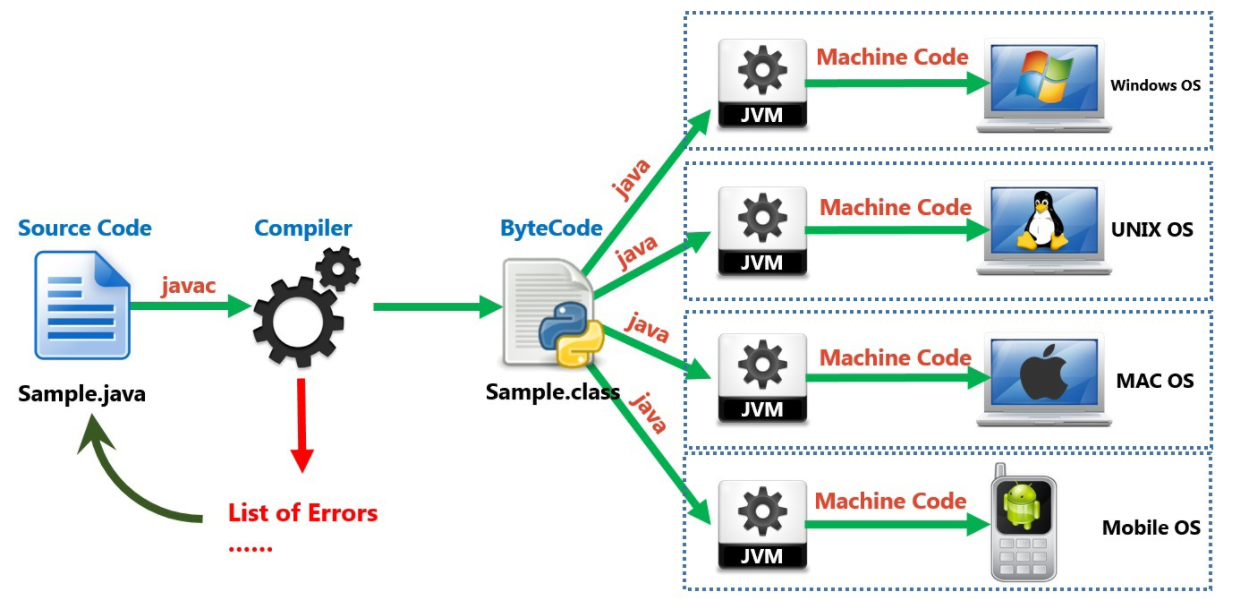 Source Code
javac
Sample.java
Compiler
List of Errors
......
ByteCode
Sample.class
java
java
java
java
JVM
Machine Code
Windows OS
JVM
Machine Code
UNIX OS
JVM
Machine Code
MAC OS
JVM
Machine Code
Mobile OS